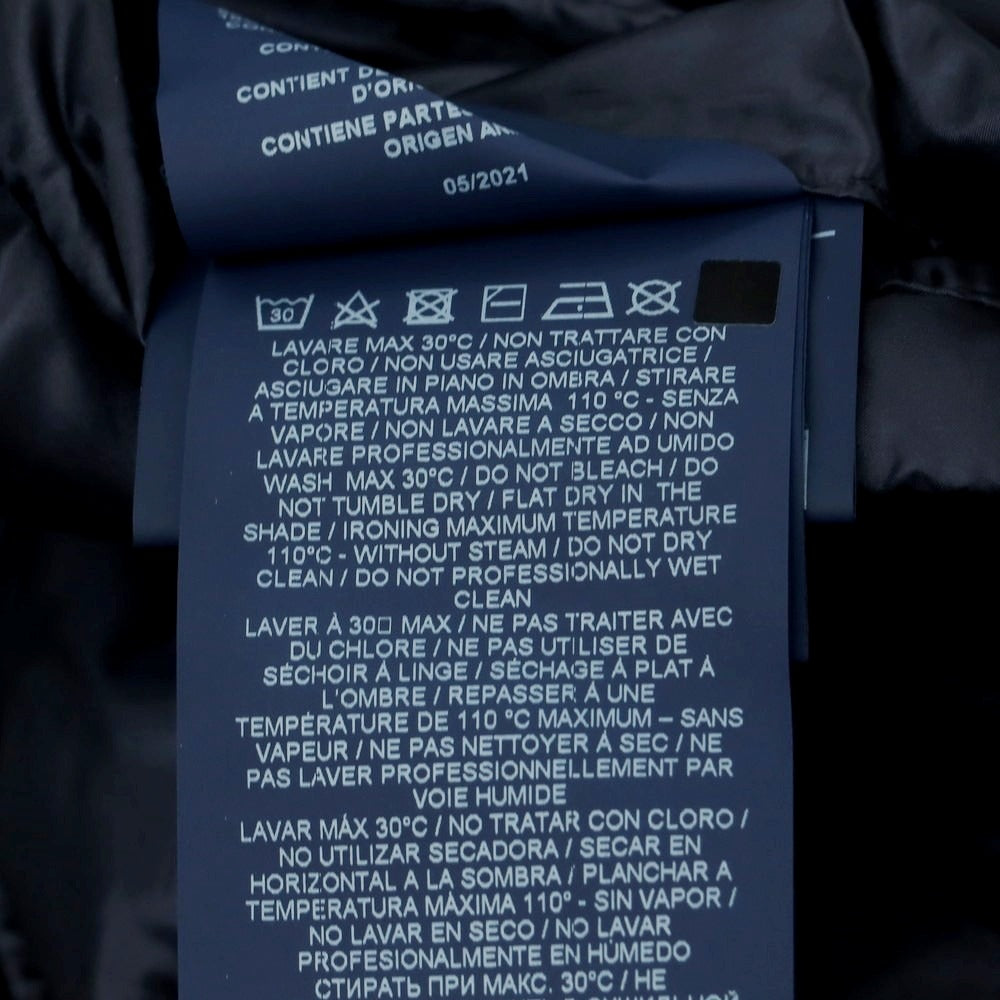 CONTIENT
D'ORI
CONTIENE PARTES
ORIGEN AN
05/2021
30
LAVARE MAX 30°C / NON TRATTARE CON
CLORO / NON USARE ASCIUGATRICE /
ASCIUGARE IN PIANO IN OMBRA / STIRARE
A TEMPERATURA MASSIMA 110 °C - SENZA
VAPORE / NON LAVARE A SECCO / NON
LAVARE PROFESSIONALMENTE AD UMIDO
WASH MAX 30°C / DO NOT BLEACH / DO
NOT TUMBLE DRY / FLAT DRY IN THE
SHADE / IRONING MAXIMUM TEMPERATURE
110°C - WITHOUT STEAM / DO NOT DRY
CLEAN / DO NOT PROFESSIONALLY WET
CLEAN
LAVER À 30□ MAX / NE PAS TRAITER AVEC
DU CHLORE / NE PAS UTILISER DE
SÉCHOIR À LINGE / SÉCHAGE À PLAT À
L'OMBRE / REPASSER À UNE
TEMPÉRATURE DE 110 °C MAXIMUM – SANS
VAPEUR / NE PAS NETTOYER À SEC / NE
PAS LAVER PROFESSIONNELLEMENT PAR
VOIE HUMIDE
LAVAR MÁX 30°C / NO TRATAR CON CLORO /
NO UTILIZAR SECADORA / SECAR EN
HORIZONTAL A LA SOMBRA / PLANCHAR A
TEMPERATURA MÁXIMA 110º - SIN VAPOR /
NO LAVAR EN SECO / NO LAVAR
PROFESIONALMENTE EN HÚMEDO
СТИРАТЬ ПРИ МАКС. 30°C / НЕ